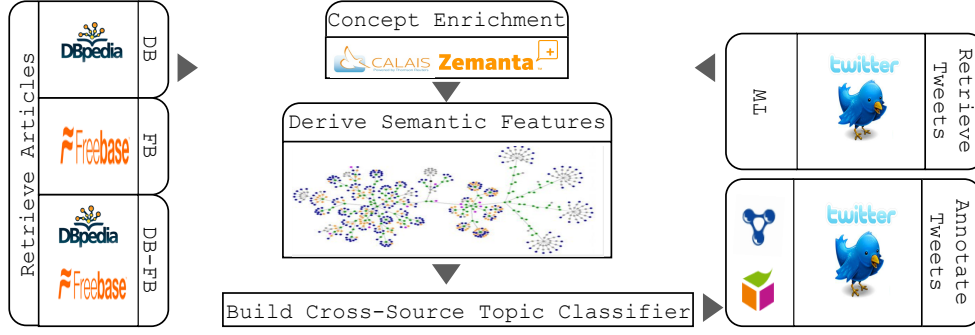 Retrieve Articles
DBpedia
DB
Freebase
FB
DBpedia
Freebase
DB-FB
Concept Enrichment
CALAIS Zemanta
Derive Semantic Features
Build Cross-Source Topic Classifier
TW
twitter
Retrieve
Tweets
twitter
Annotate
Tweets